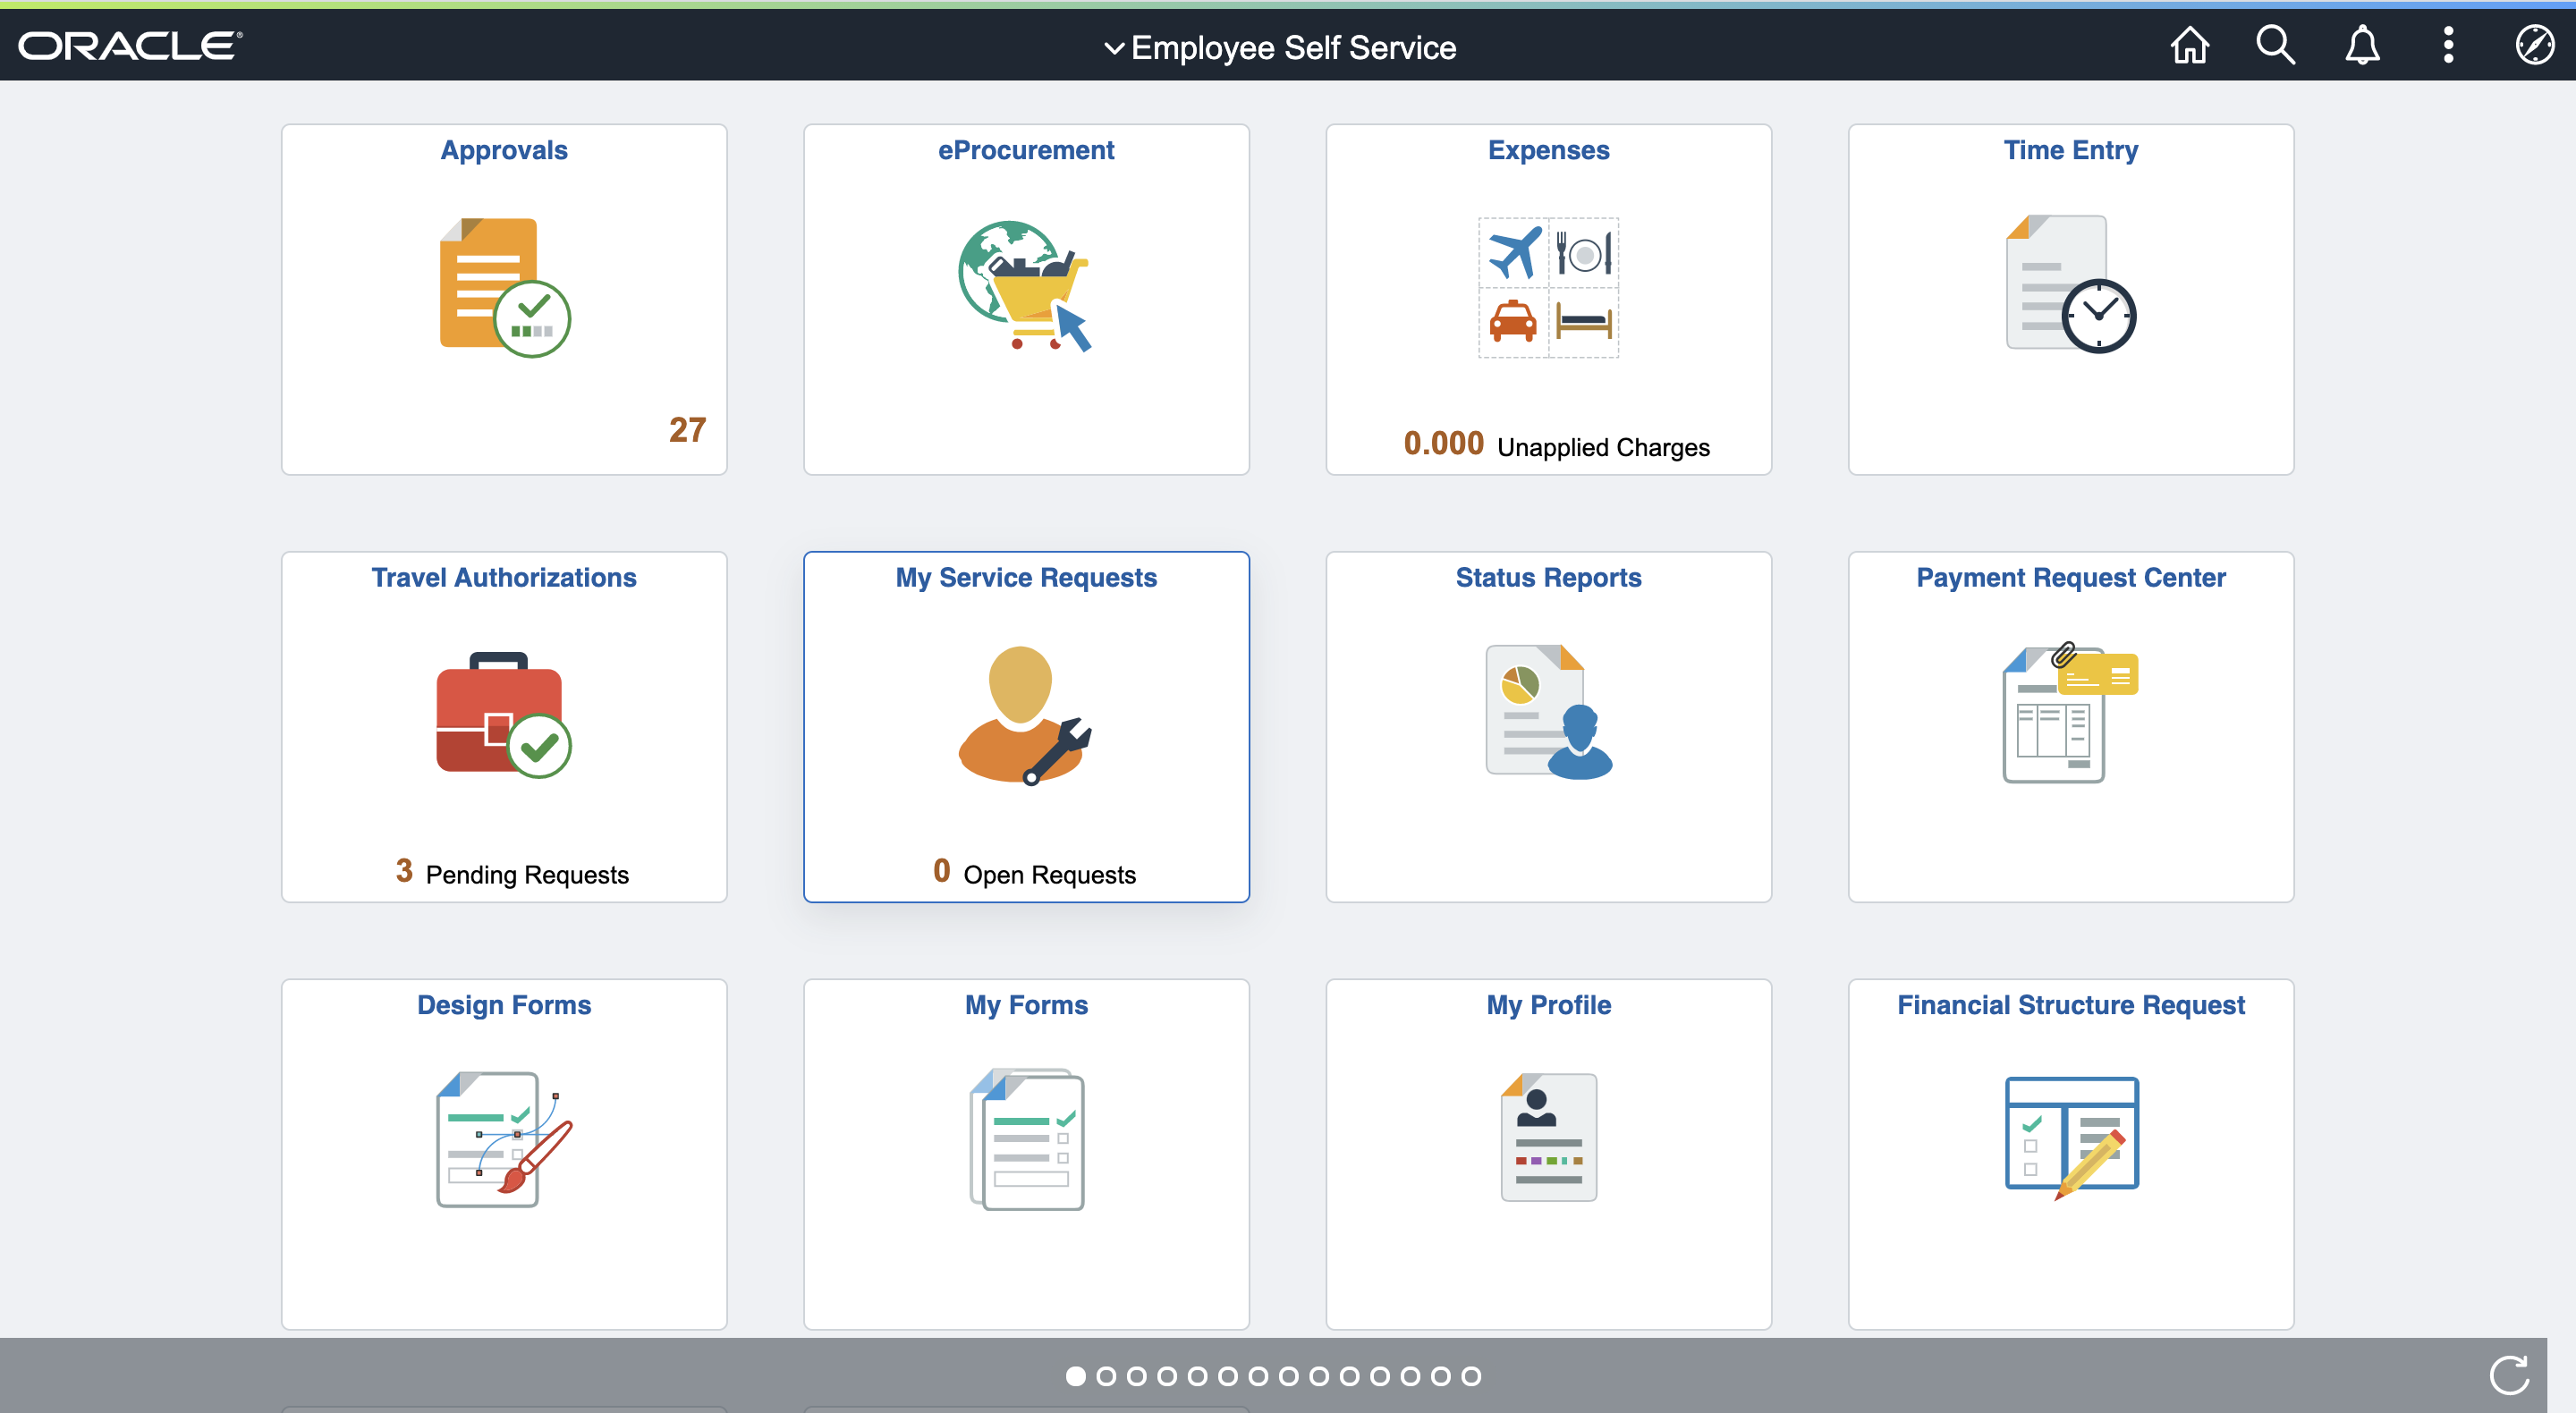 ORACLE
Employee Self Service
Approvals
27
eProcurement
Expenses
0.000 Unapplied Charges
Time Entry
Travel Authorizations
3 Pending Requests
My Service Requests
0 Open Requests
Status Reports
Payment Request Center
Design Forms
My Forms
My Profile
Financial Structure Request